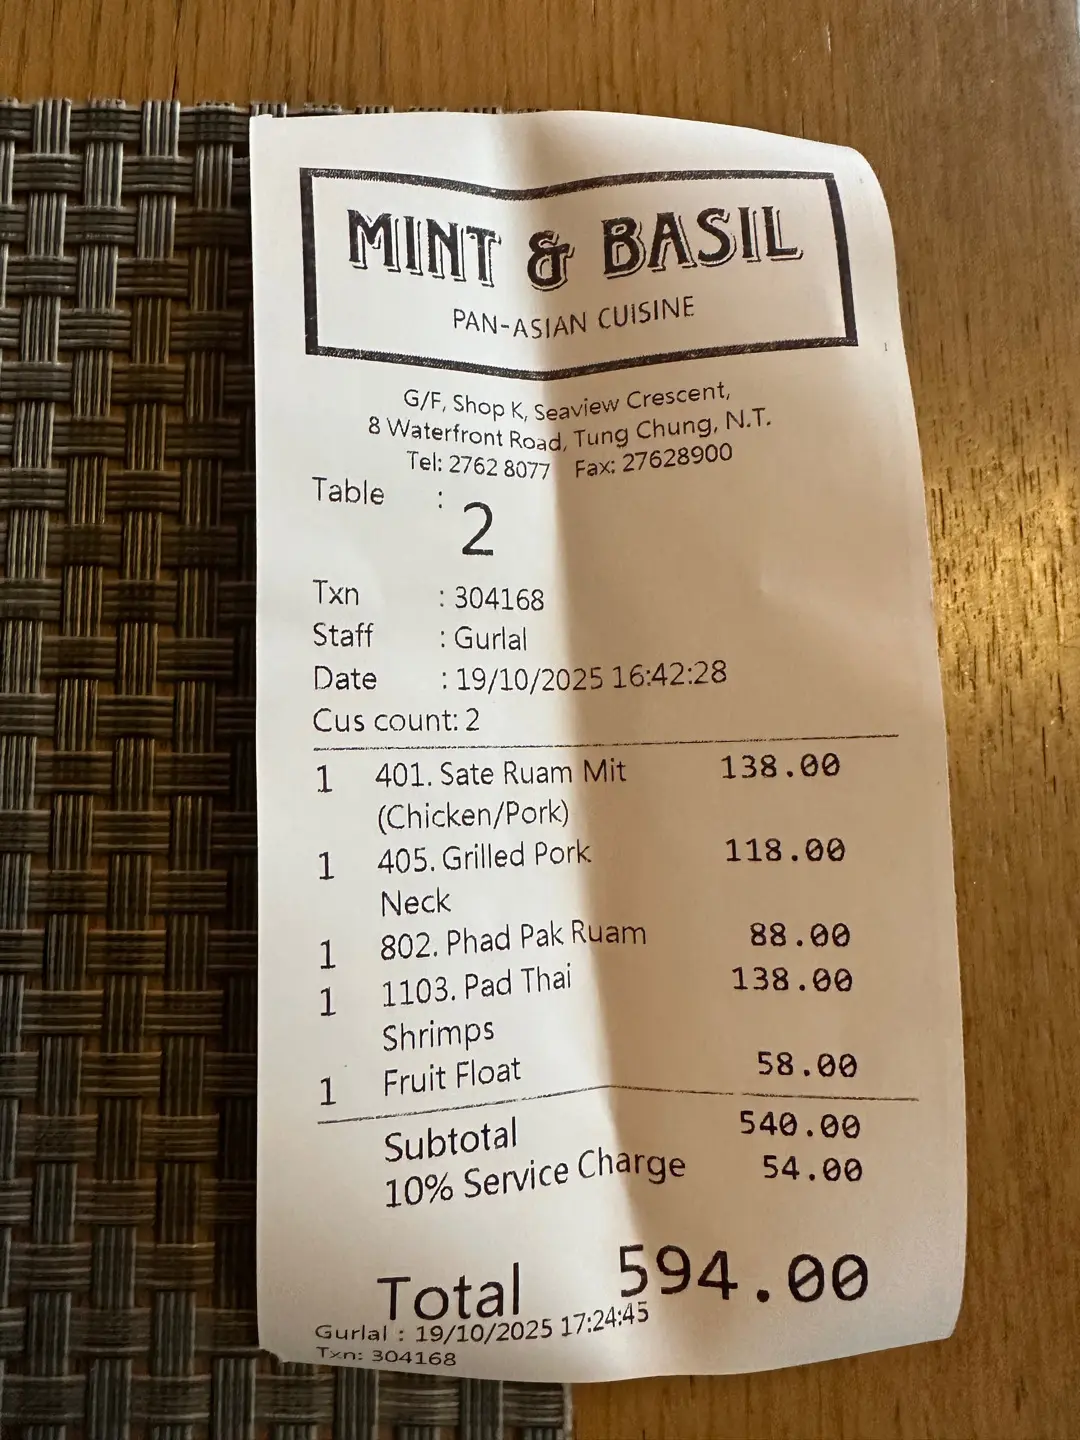 MINT & BASIL
PAN-ASIAN CUISINE
G/F, Shop K, Seaview Crescent,
8 Waterfront Road, Tung Chung, N.T.
Tel: 2762 8077 Fax: 27628900
Table : 2
Txn : 304168
Staff : Gurlal
Date : 19/10/2025 16:42:28
Cus count: 2
1 401. Sate Ruam Mit 138.00
(Chicken/Pork)
1 405. Grilled Pork 118.00
Neck
1 802. Phad Pak Ruam 88.00
1 1103. Pad Thai 138.00
Shrimps
1 Fruit Float 58.00
Subtotal 540.00
10% Service Charge 54.00
Total 594.00
Gurlal : 19/10/2025 17:24:45
Txn: 304168